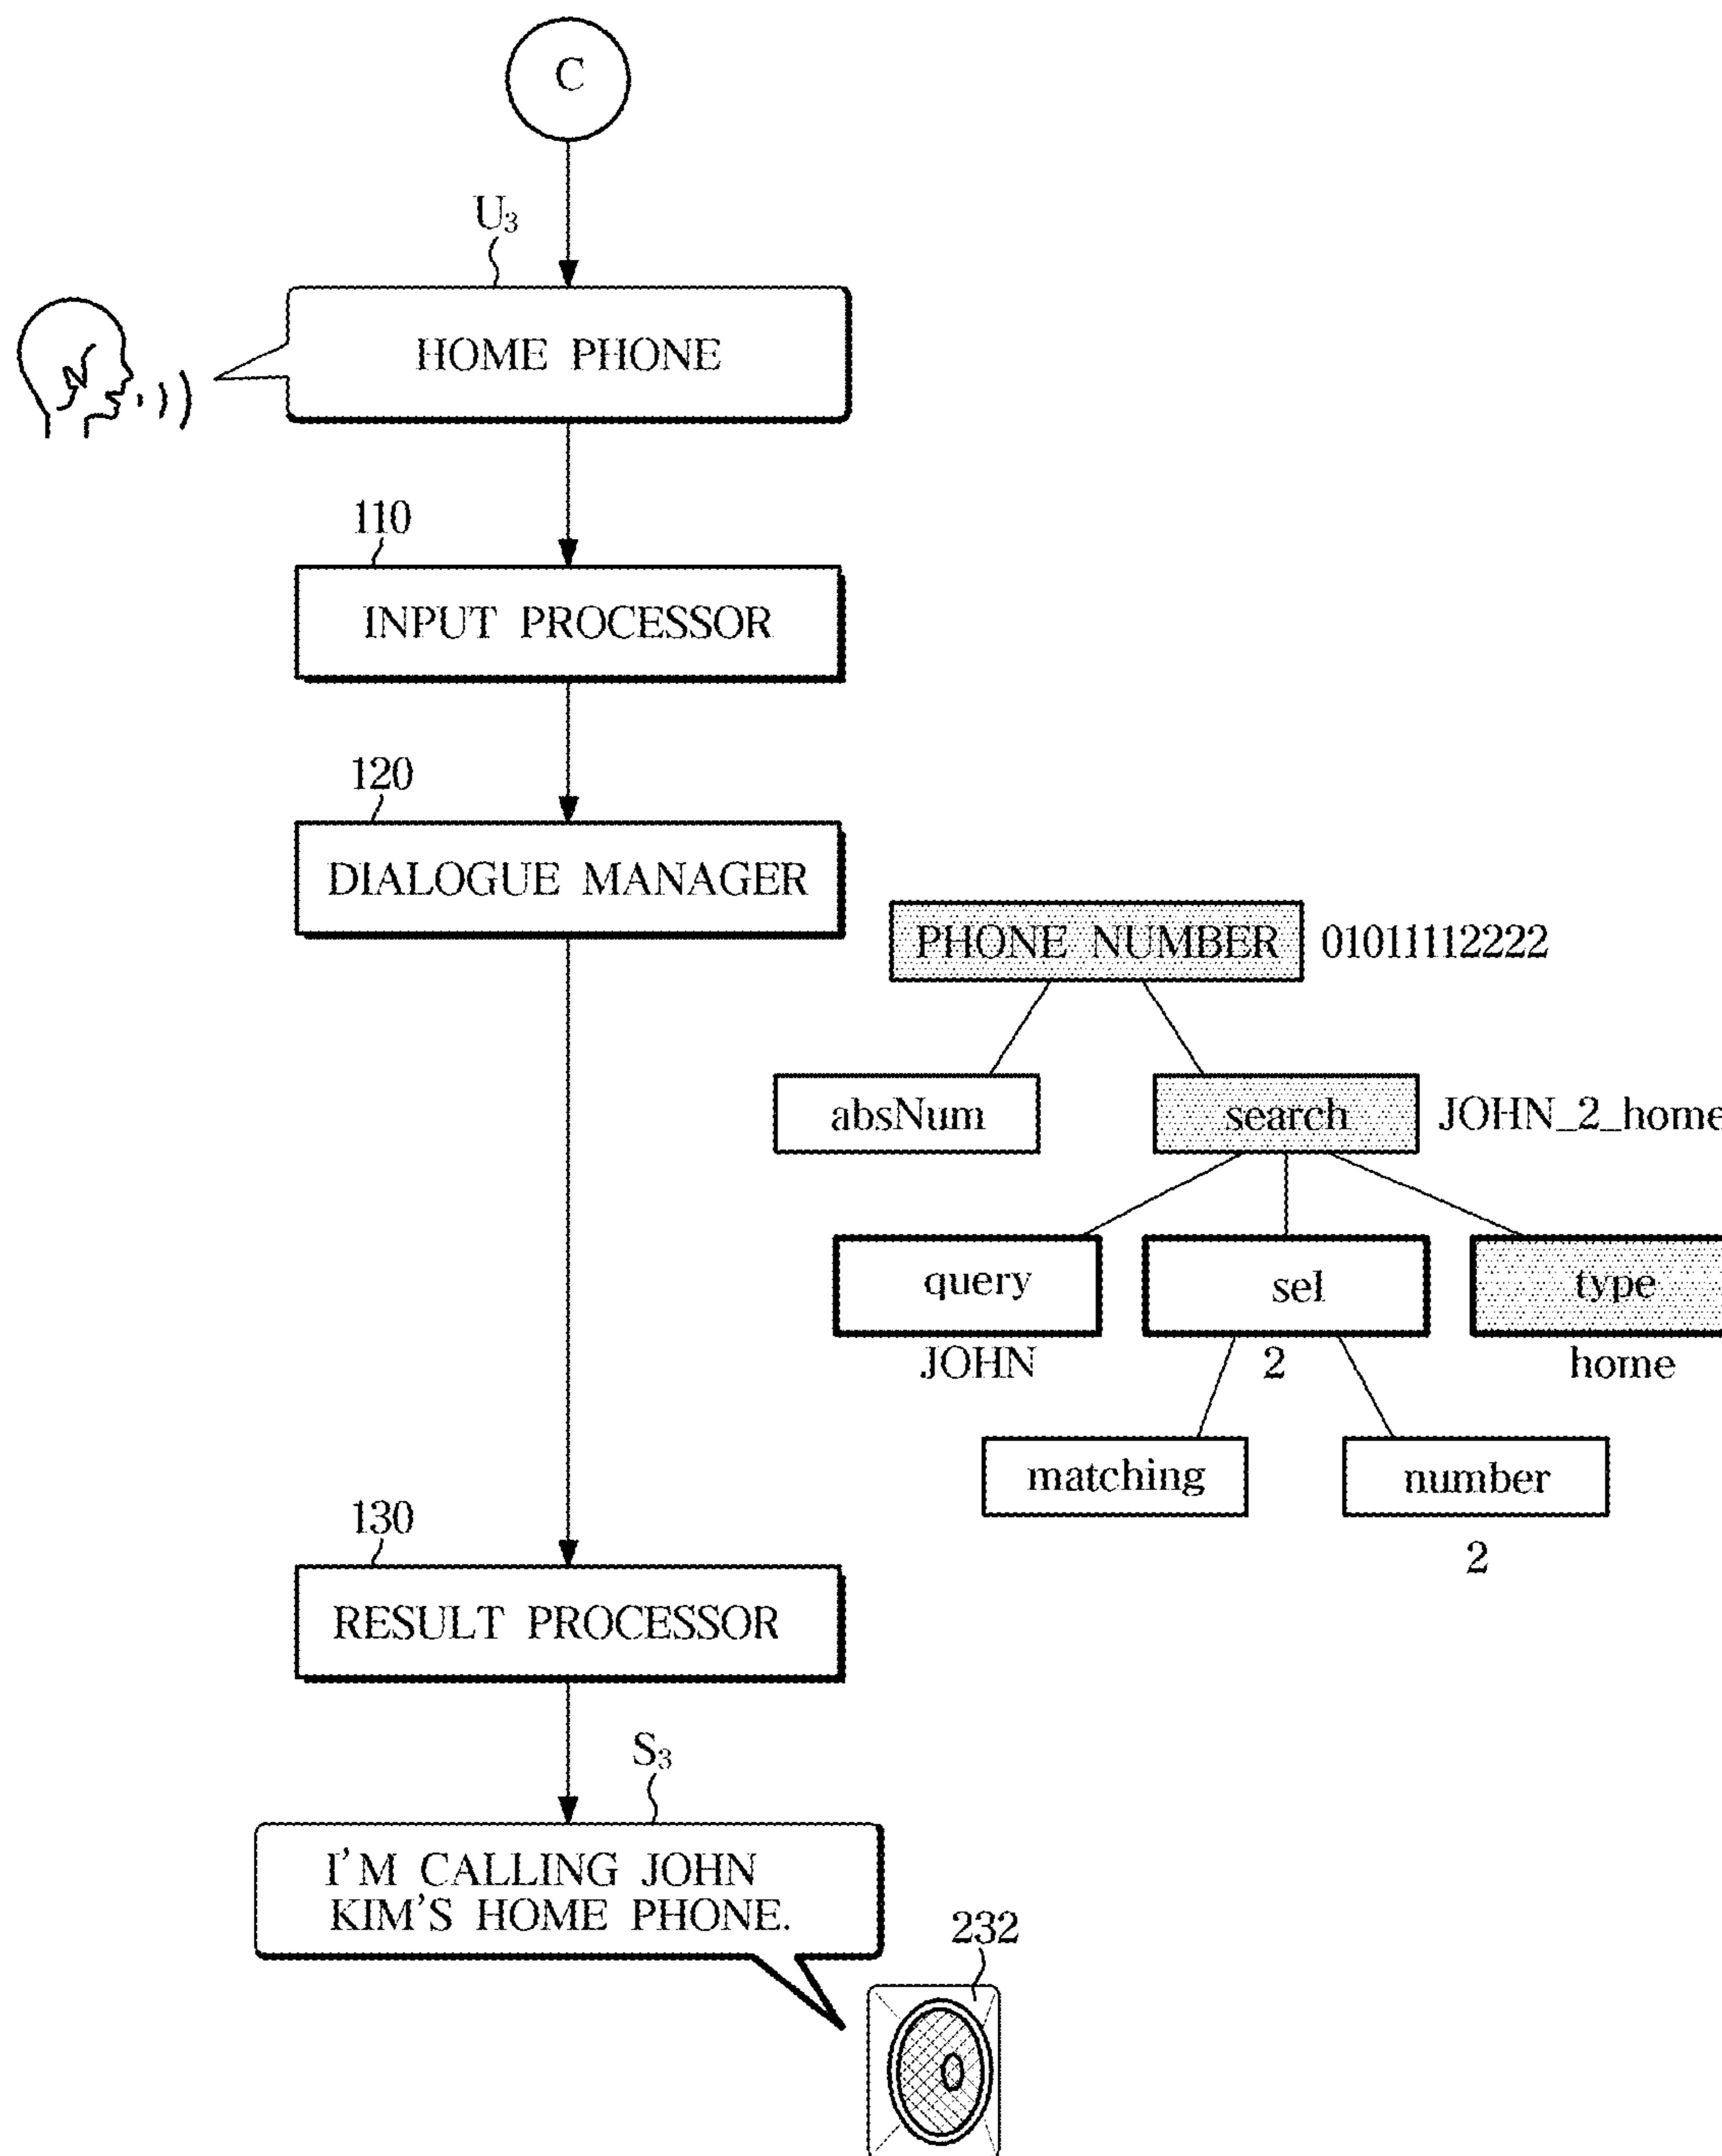 C
U3
HOME PHONE
110
INPUT PROCESSOR
120
DIALOGUE MANAGER
PHONE NUMBER 01011112222
absNum
search JOHN_2_home
query
sel
type
JOHN
2
home
matching
number
2
130
RESULT PROCESSOR
S3
I'M CALLING JOHN
KIM'S HOME PHONE.
232